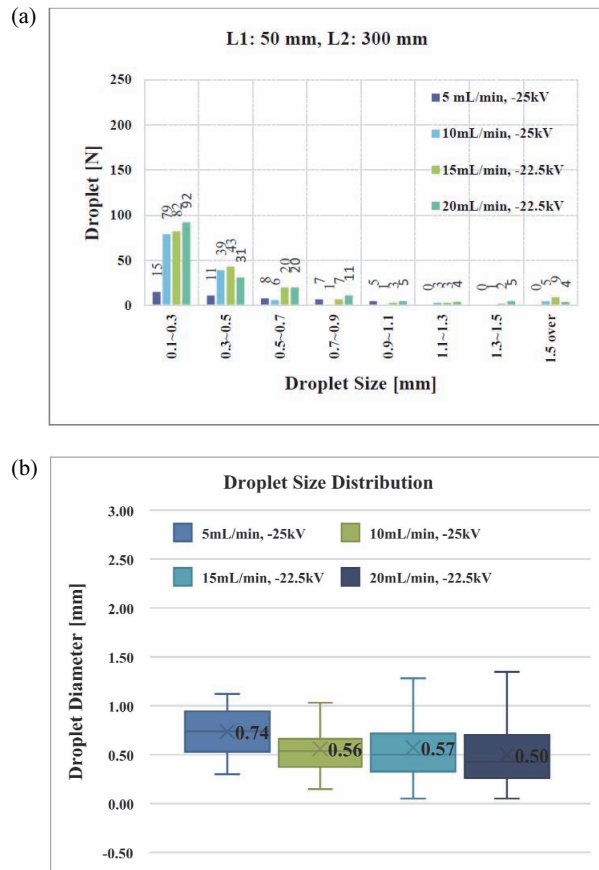 (a)
L1: 50 mm, L2: 300 mm
250
200
150
100
50
0
Droplet [N]
5 mL/min, -25kV
10mL/min, -25kV
15mL/min, -22.5kV
20mL/min, -22.5kV
15 79 82 92
11 39 43 31
8 6 20 20
7 1 7 11
5 1 3 5
0 3 3 4
0 1 2 5
0 5 9 4
0.1~0.3 0.3~0.5 0.5~0.7 0.7~0.9 0.9~1.1 1.1~1.3 1.3~1.5 1.5 over
Droplet Size [mm]
(b)
Droplet Size Distribution
3.00
2.50
2.00
1.50
1.00
0.50
0.00
-0.50
Droplet Diameter [mm]
5mL/min, -25kV 10mL/min, -25kV
15mL/min, -22.5kV 20mL/min, -22.5kV
0.74 0.56 0.57 0.50